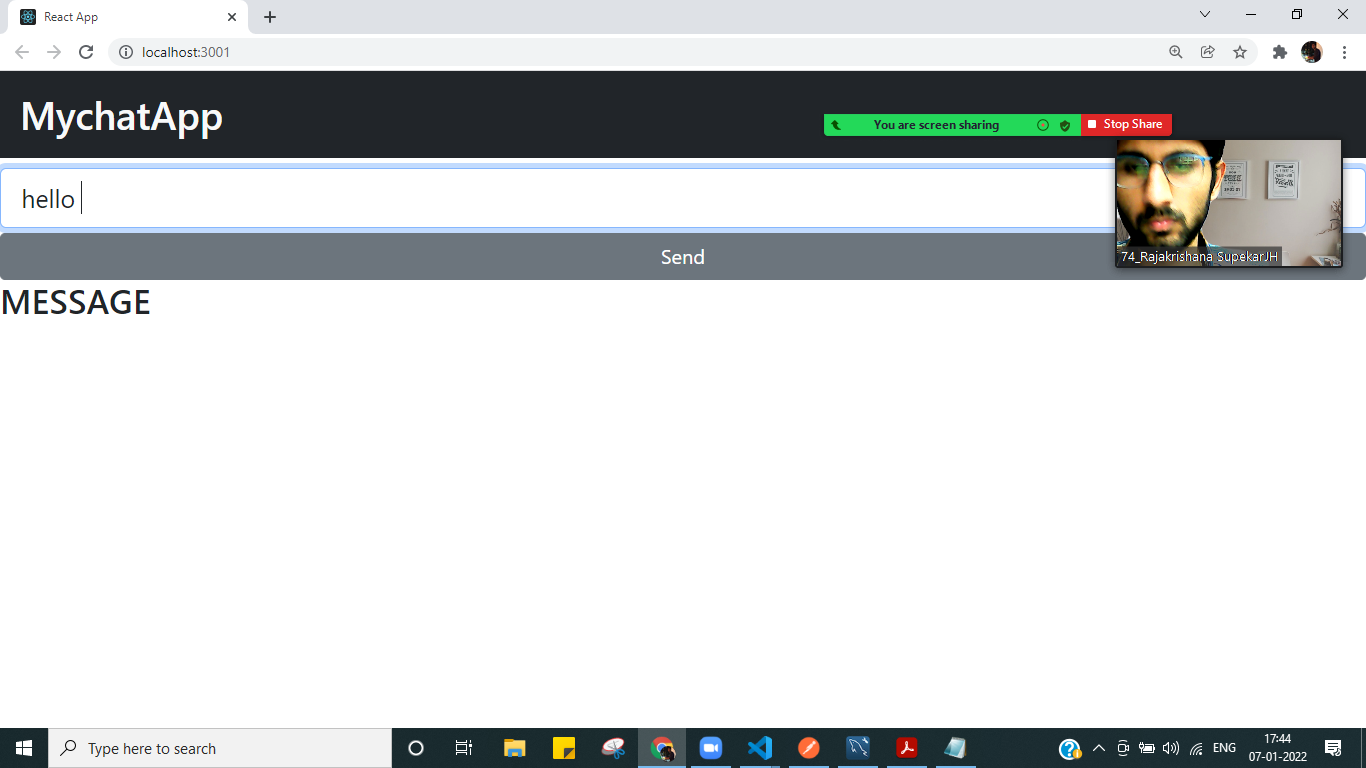 React App
localhost:3001
MychatApp
You are screen sharing
Stop Share
hello
74_Rajakrishana SupekarJH
Send
MESSAGE
Type here to search
ENG
17:44
07-01-2022